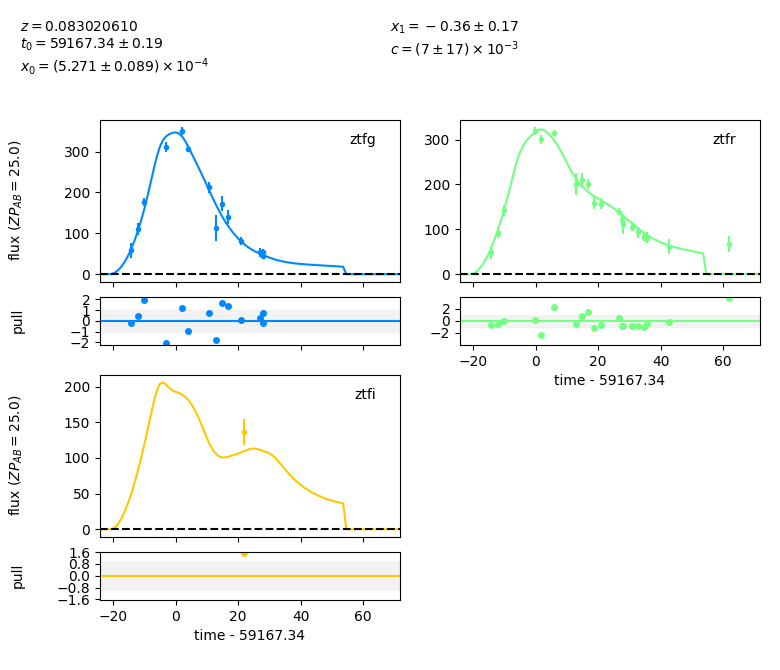 z = 0.083020610
t₀ = 59167.34 ± 0.19
x₀ = (5.271 ± 0.089) × 10⁻⁴
x₁ = −0.36 ± 0.17
c = (7 ± 17) × 10⁻³
flux (ZP_AB = 25.0)
ztfg
300
200
100
0
pull
2
1
0
−1
−2
ztfr
300
200
100
0
2
0
−2
−20
0
20
40
60
time - 59167.34
flux (ZP_AB = 25.0)
ztfi
200
150
100
50
0
pull
1.6
0.8
0.0
−0.8
−1.6
−20
0
20
40
60
time - 59167.34